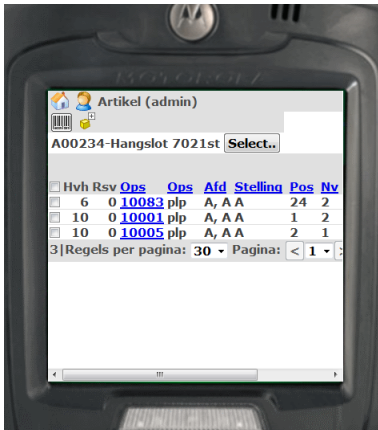 MOTOROLA
Artikel (admin)
A00234-Hangslot 7021st Select..
Hvh Rsv Ops Ops Afd Stelling Pos Nv
6 0 10083 plp A, A A 24 2
10 0 10001 plp A, A A 1 2
10 0 10005 plp A, A A 2 1
3|Regels per pagina: 30 Pagina: < 1 >